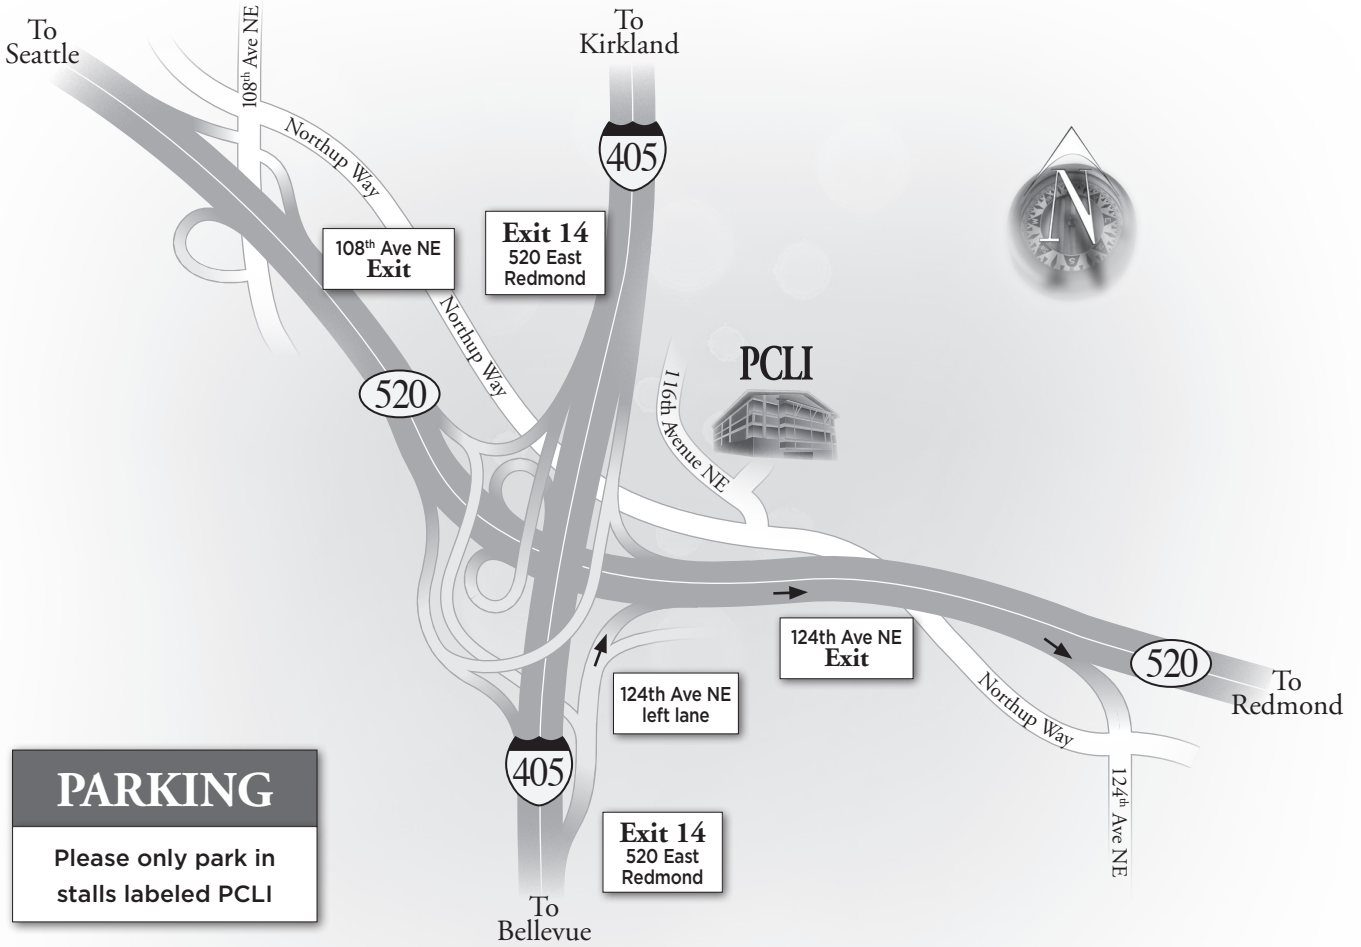 To
Seattle
108th Ave NE
To
Kirkland
Northup Way
405
N
Exit 14
520 East
Redmond
108th Ave NE
Exit
Northup Way
PCLI
116th Avenue NE
520
124th Ave NE
Exit
520
To
Redmond
124th Ave NE
left lane
Northup Way
405
124th Ave NE
PARKING
Please only park in
stalls labeled PCLI
Exit 14
520 East
Redmond
To
Bellevue